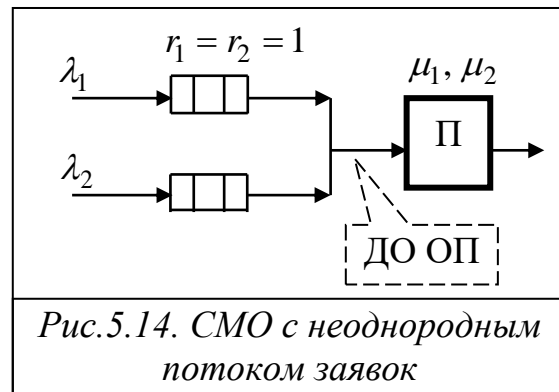 r₁ = r₂ = 1
λ₁
μ₁, μ₂
П
λ₂
ДО ОП
Рис.5.14. СМО с неоднородным
потоком заявок